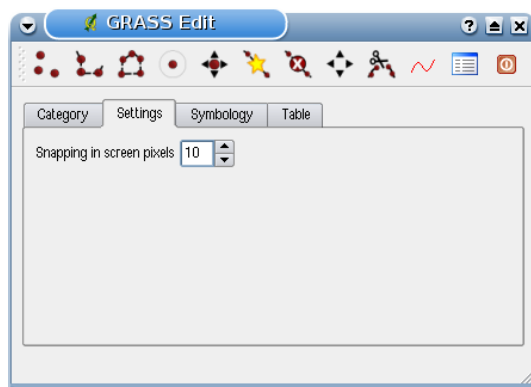 GRASS Edit
Category Settings Symbology Table
Snapping in screen pixels 10